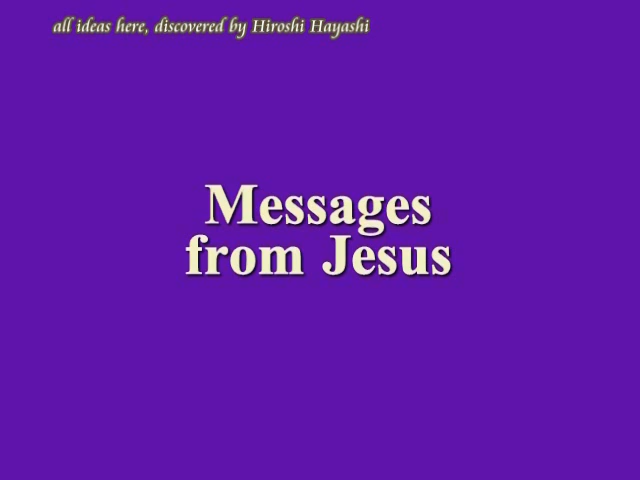 all ideas here, discovered by Hiroshi Hayashi
Messages
from Jesus